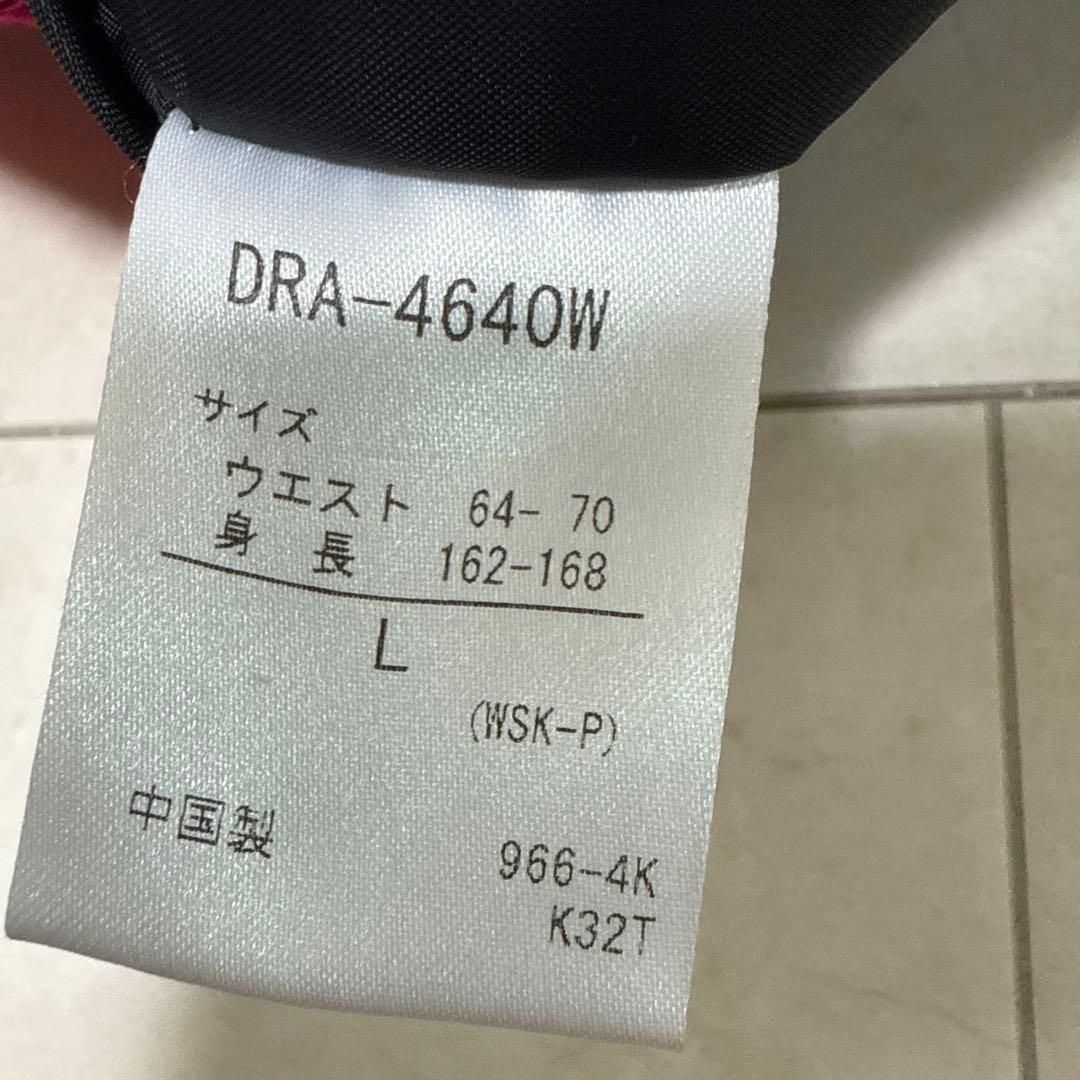 DRA-4640W
サイズ
ウエスト 64- 70
身 長 162-168
L
(WSK-P)
中国製
966-4K
K32T